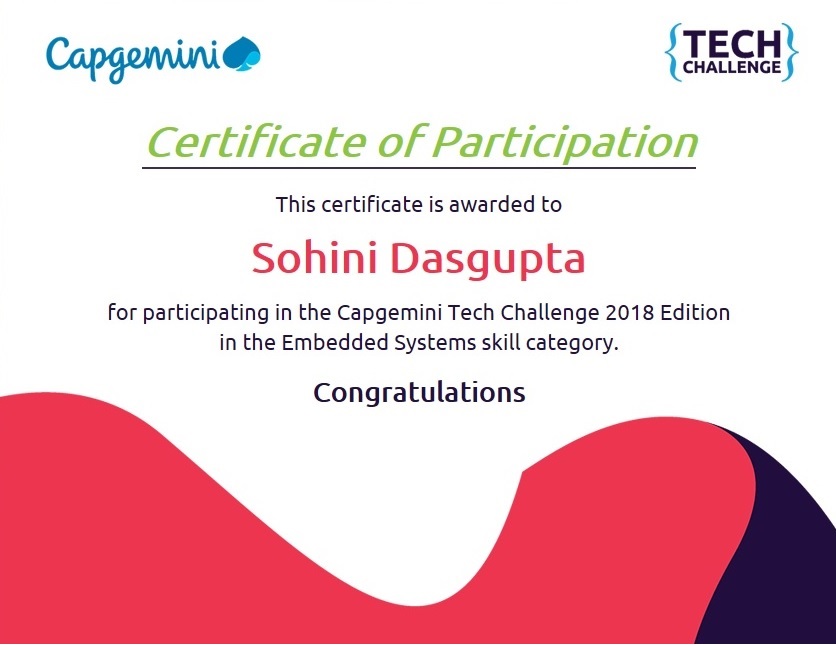 Capgemini
{TECH
CHALLENGE}
Certificate of Participation
This certificate is awarded to
Sohini Dasgupta
for participating in the Capgemini Tech Challenge 2018 Edition
in the Embedded Systems skill category.
Congratulations